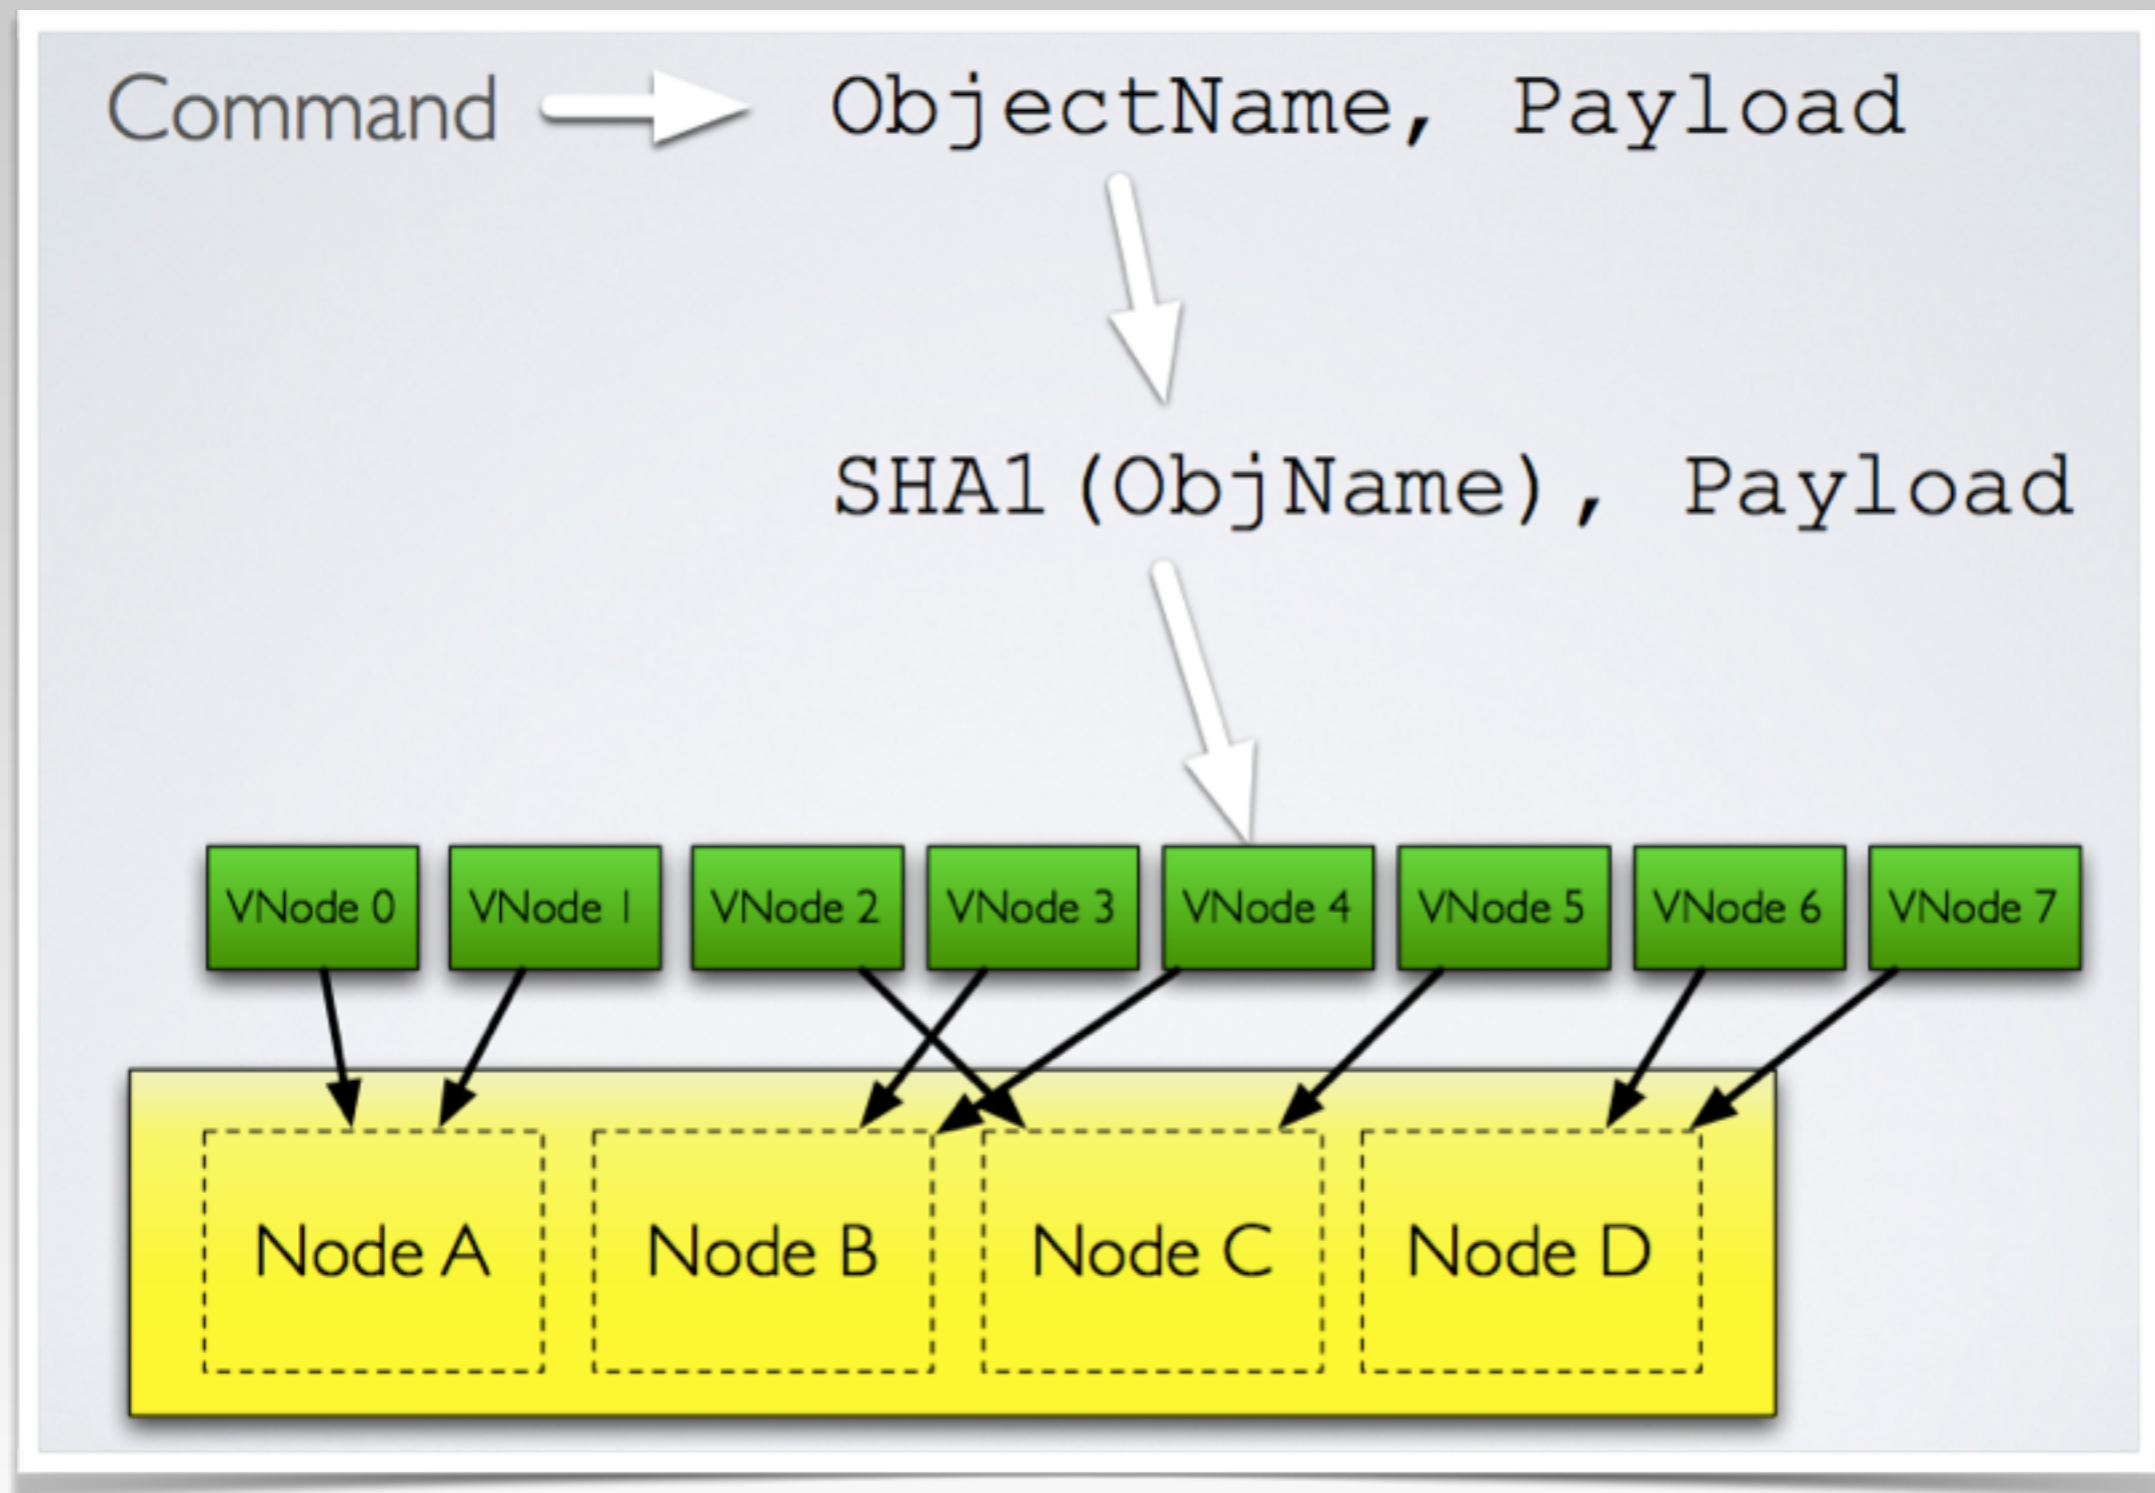 Command ObjectName, Payload
SHA1(ObjName), Payload
VNode 0 VNode 1 VNode 2 VNode 3 VNode 4 VNode 5 VNode 6 VNode 7
Node A Node B Node C Node D